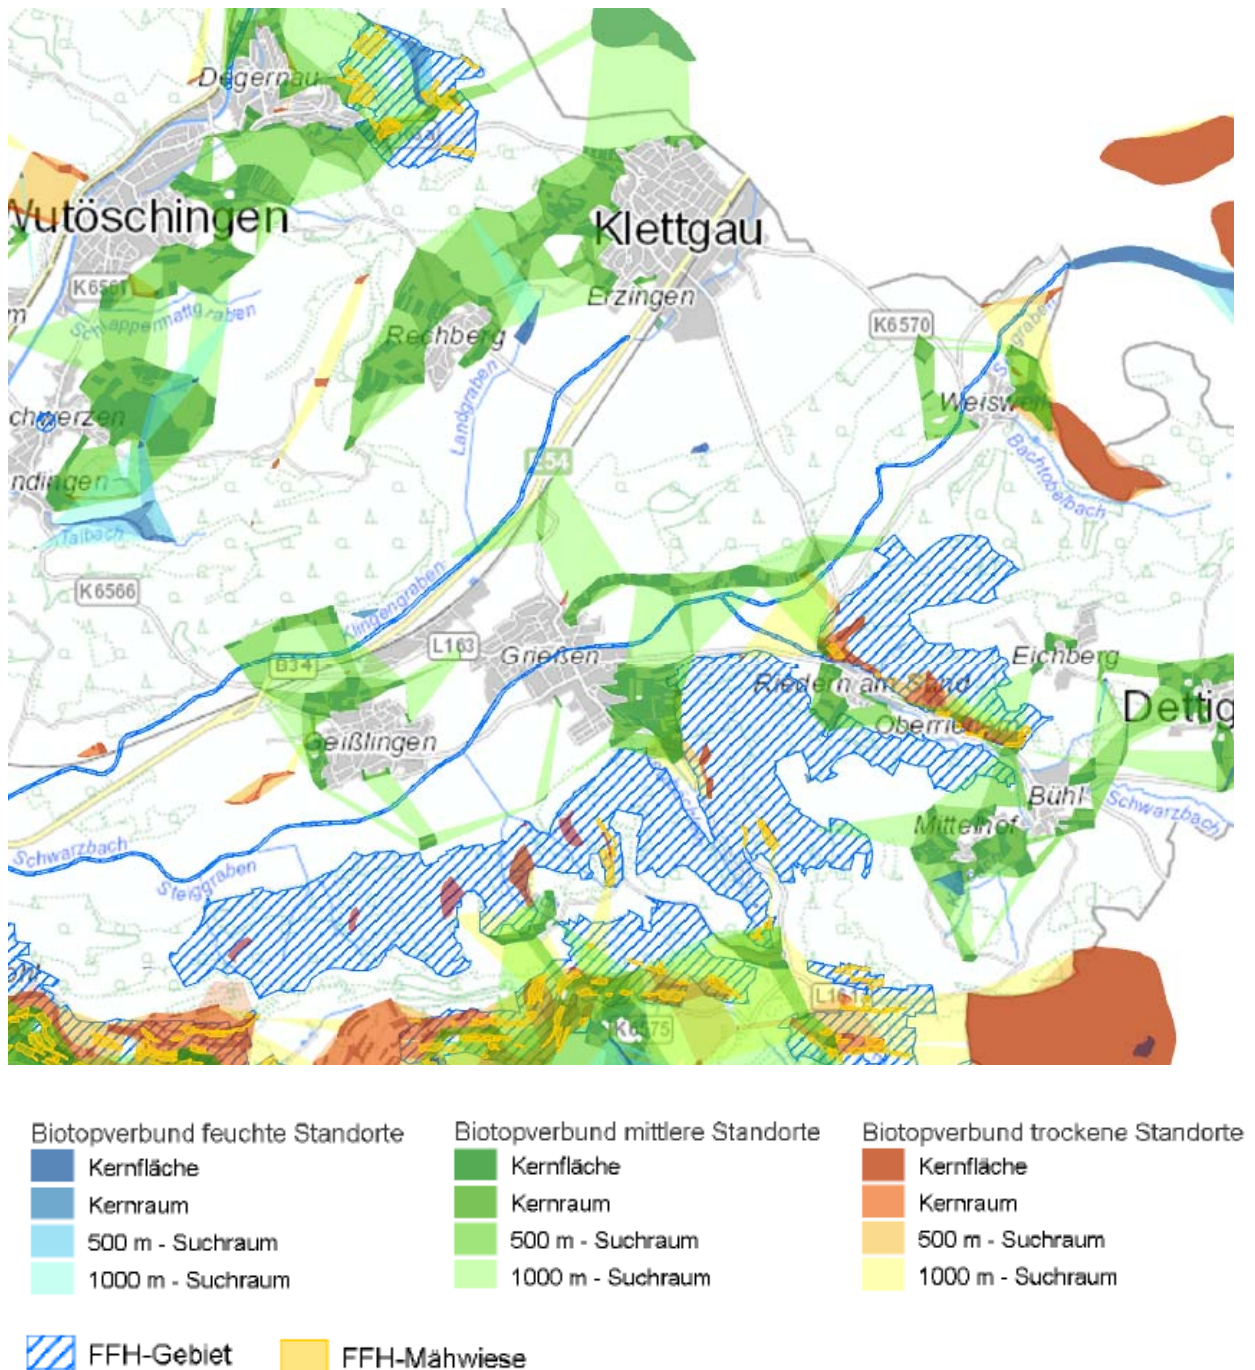 Degernau
Wutöschingen
Klettgau
K6561
Erzingen
K6570
Rechberg
Landgraben
Weisweil
Bachtobelbach
chwerzen
ndingen
Talbach
K6566
Klingengraben
L163
B34
Grießen
Eichberg
Riedern am Sand
Dettig
Geißlingen
Bühl
Schwarzbach
Mittelhof
Schwarzbach
Steiggraben
K6575
Biotopverbund feuchte Standorte
Kernfläche
Kernraum
500 m - Suchraum
1000 m - Suchraum
Biotopverbund mittlere Standorte
Kernfläche
Kernraum
500 m - Suchraum
1000 m - Suchraum
Biotopverbund trockene Standorte
Kernfläche
Kernraum
500 m - Suchraum
1000 m - Suchraum
FFH-Gebiet
FFH-Mähwiese